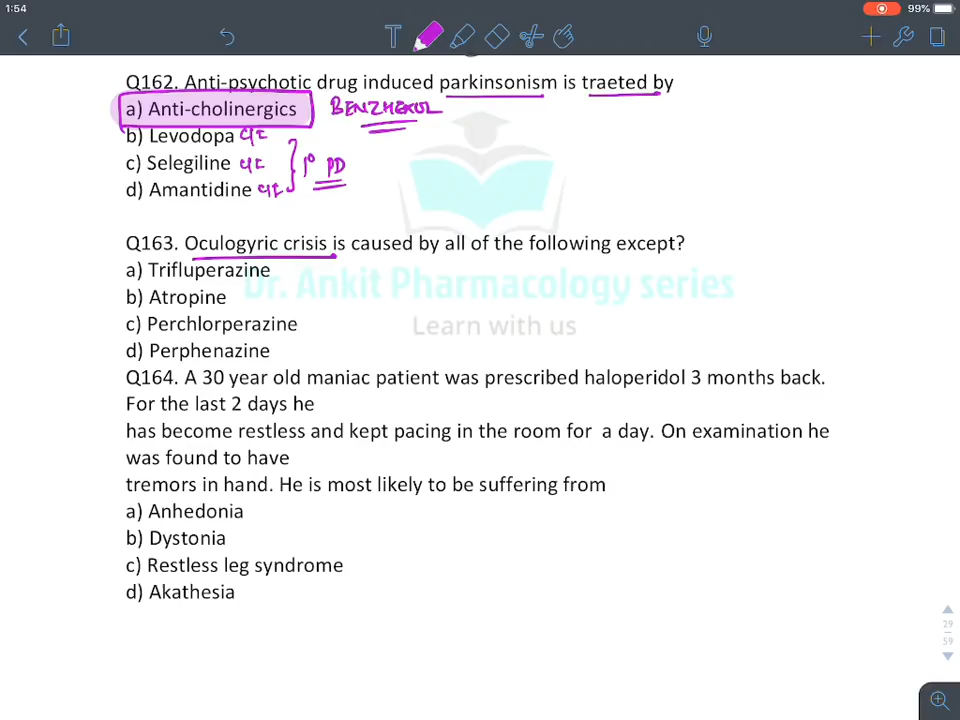 1:54
99%
T
Q162. Anti-psychotic drug induced parkinsonism is traeted by
a) Anti-cholinergics BENZHEXOL
b) Levodopa C/I
c) Selegiline C/I } 1° PD
d) Amantidine C/I
Q163. Oculogyric crisis is caused by all of the following except?
a) Trifluperazine
Dr. Ankit Pharmacology series
b) Atropine
c) Perchlorperazine
Learn with us
d) Perphenazine
Q164. A 30 year old maniac patient was prescribed haloperidol 3 months back.
For the last 2 days he
has become restless and kept pacing in the room for a day. On examination he
was found to have
tremors in hand. He is most likely to be suffering from
a) Anhedonia
b) Dystonia
c) Restless leg syndrome
d) Akathesia
29
59